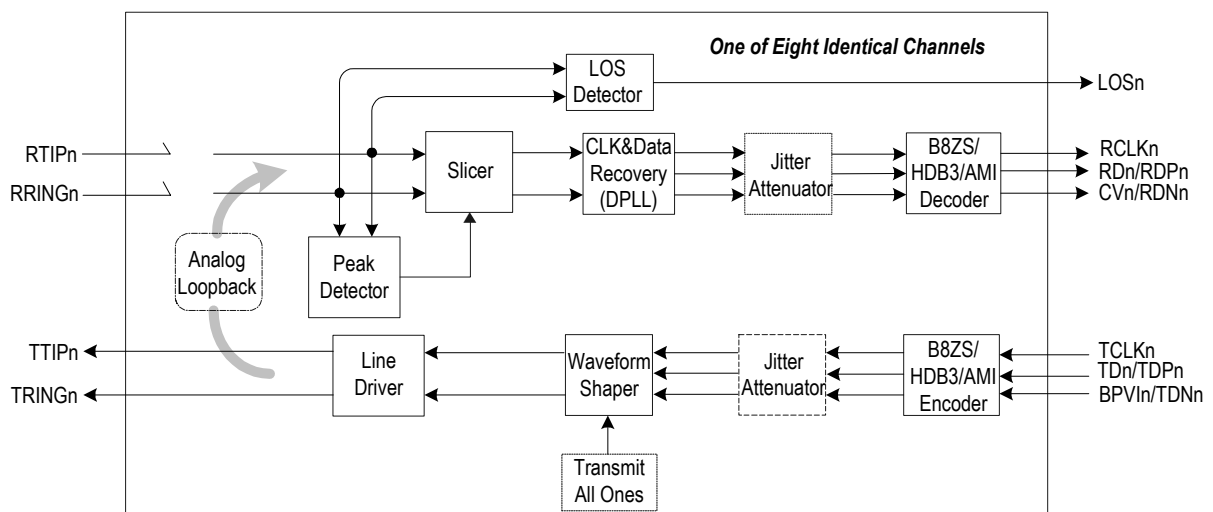 One of Eight Identical Channels
LOS
Detector
LOSn
RTIPn
RRINGn
Slicer
CLK&Data
Recovery
(DPLL)
Jitter
Attenuator
B8ZS/
HDB3/AMI
Decoder
RCLKn
RDn/RDPn
CVn/RDNn
Analog
Loopback
Peak
Detector
TTIPn
TRINGn
Line
Driver
Waveform
Shaper
Jitter
Attenuator
B8ZS/
HDB3/AMI
Encoder
TCLKn
TDn/TDPn
BPVIn/TDNn
Transmit
All Ones